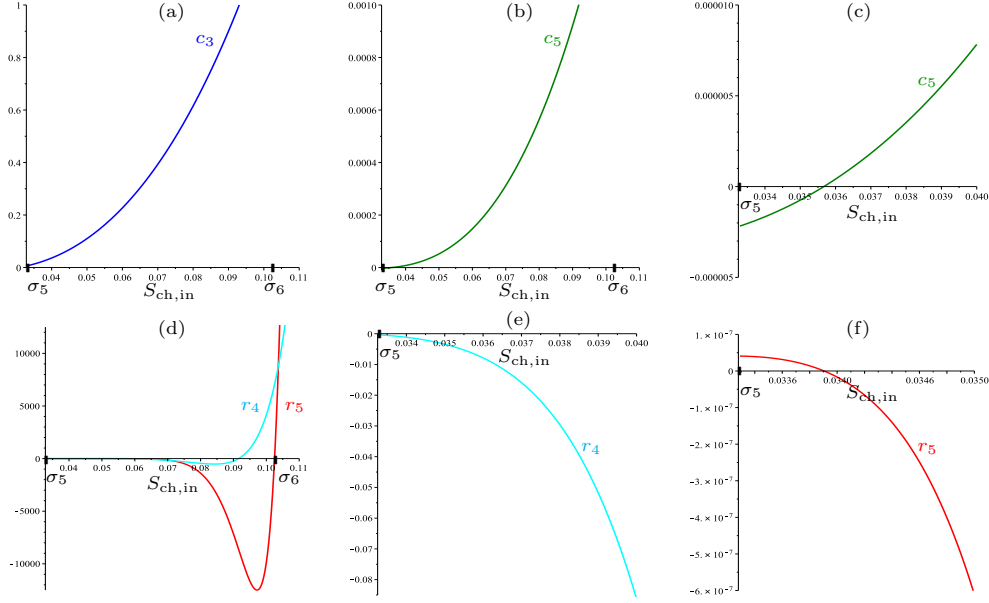 (a)
1
0.8
0.6
0.4
0.2
0
c₃
0.04 0.05 0.06 0.07 0.08 0.09 0.10 0.11
σ₅ S_ch,in σ₆
(b)
0.0010
0.0008
0.0006
0.0004
0.0002
0
c₅
0.04 0.05 0.06 0.07 0.08 0.09 0.10 0.11
σ₅ S_ch,in σ₆
(c)
0.000010
0.000005
0
-0.000005
c₅
0.034 0.035 0.036 0.037 0.038 0.039 0.040
σ₅ S_ch,in
(d)
10000
5000
0
-5000
-10000
r₄ r₅
0.04 0.05 0.06 0.07 0.08 0.09 0.10 0.11
σ₅ S_ch,in σ₆
(e)
0
-0.01
-0.02
-0.03
-0.04
-0.05
-0.06
-0.07
-0.08
0.034 0.035 0.036 0.037 0.038 0.039 0.040
σ₅ S_ch,in
r₄
(f)
1.×10⁻⁷
0
-1.×10⁻⁷
-2.×10⁻⁷
-3.×10⁻⁷
-4.×10⁻⁷
-5.×10⁻⁷
-6.×10⁻⁷
0.0336 0.0340 0.0346 0.0350
σ₅ S_ch,in
r₅